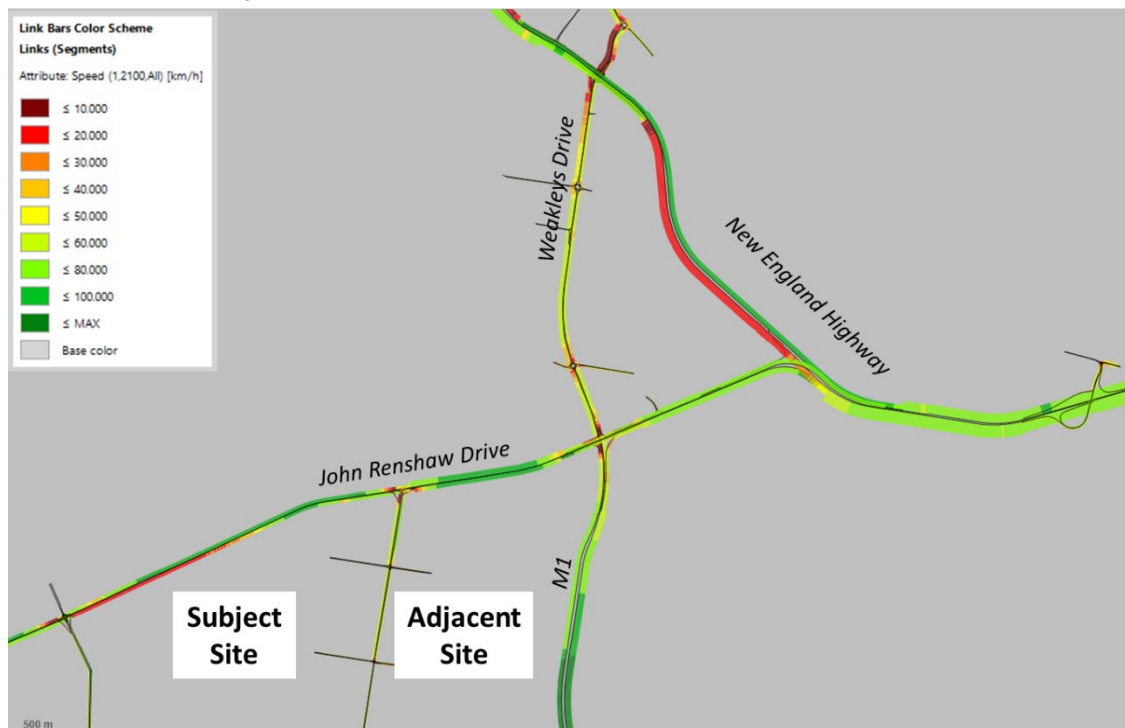 Link Bars Color Scheme
Links (Segments)
Attribute: Speed (1,2100,All) [km/h]
≤ 10.000
≤ 20.000
≤ 30.000
≤ 40.000
≤ 50.000
≤ 60.000
≤ 80.000
≤ 100.000
≤ MAX
Base color
Weakleys Drive
New England Highway
John Renshaw Drive
M1
Subject
Site
Adjacent
Site
500 m